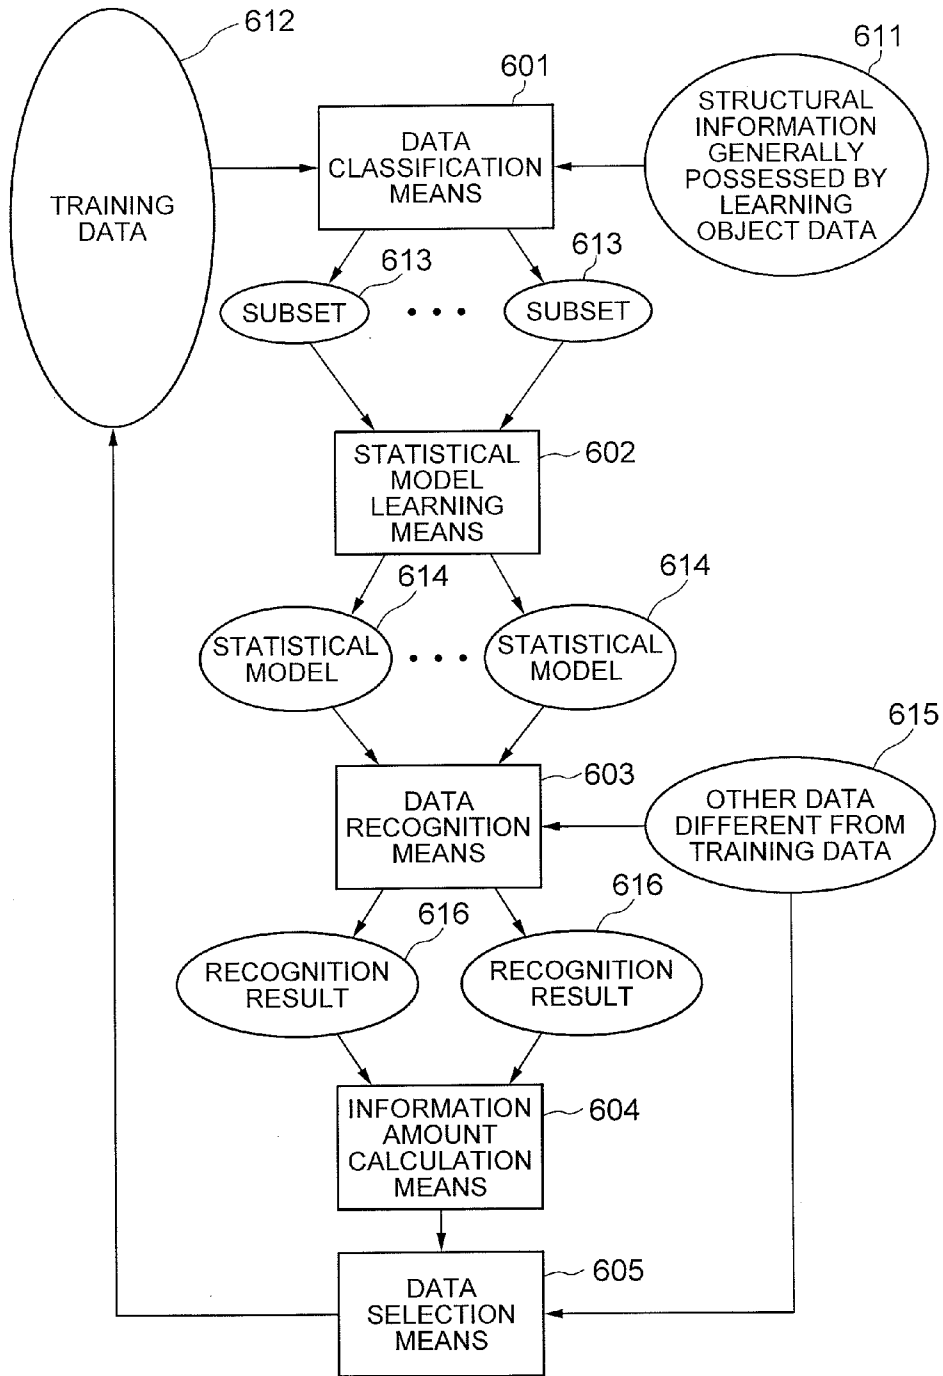 612
601
611
STRUCTURAL
INFORMATION
GENERALLY
POSSESSED BY
LEARNING
OBJECT DATA
DATA
CLASSIFICATION
MEANS
TRAINING
DATA
613
613
SUBSET
• • •
SUBSET
STATISTICAL
MODEL
LEARNING
MEANS
602
614
614
STATISTICAL
MODEL
• • •
STATISTICAL
MODEL
615
603
DATA
RECOGNITION
MEANS
OTHER DATA
DIFFERENT FROM
TRAINING DATA
616
616
RECOGNITION
RESULT
RECOGNITION
RESULT
INFORMATION
AMOUNT
CALCULATION
MEANS
604
605
DATA
SELECTION
MEANS